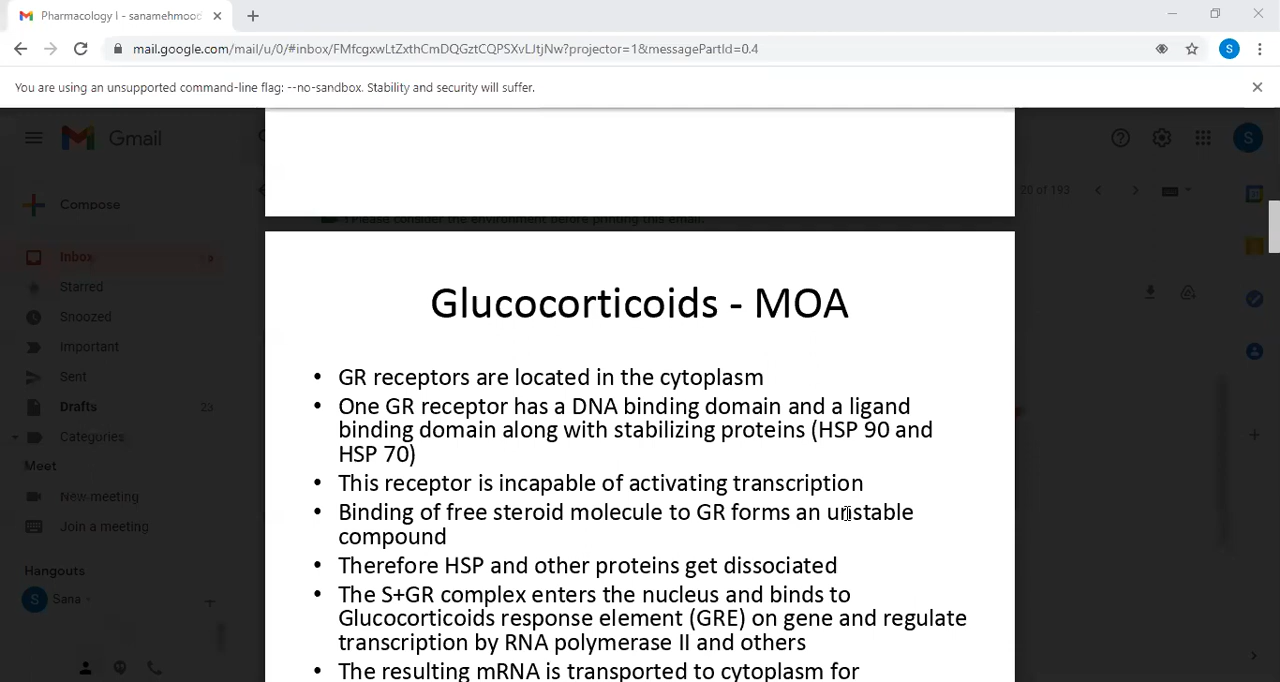 Pharmacology I - sanamehmood
mail.google.com/mail/u/0/#inbox/FMfcgxwLtZxthCmDQGztCQPSXvLJtjNw?projector=1&messagePartId=0.4
S
You are using an unsupported command-line flag: --no-sandbox. Stability and security will suffer.
Gmail
S
Compose
20 of 193
Please consider the environment before printing this email.
Inbox 9
Starred
Snoozed
Important
Sent
Drafts 23
Categories
Meet
New meeting
Join a meeting
Hangouts
S Sana
Glucocorticoids - MOA
• GR receptors are located in the cytoplasm
• One GR receptor has a DNA binding domain and a ligand
binding domain along with stabilizing proteins (HSP 90 and
HSP 70)
• This receptor is incapable of activating transcription
• Binding of free steroid molecule to GR forms an unstable
compound
• Therefore HSP and other proteins get dissociated
• The S+GR complex enters the nucleus and binds to
Glucocorticoids response element (GRE) on gene and regulate
transcription by RNA polymerase II and others
• The resulting mRNA is transported to cytoplasm for